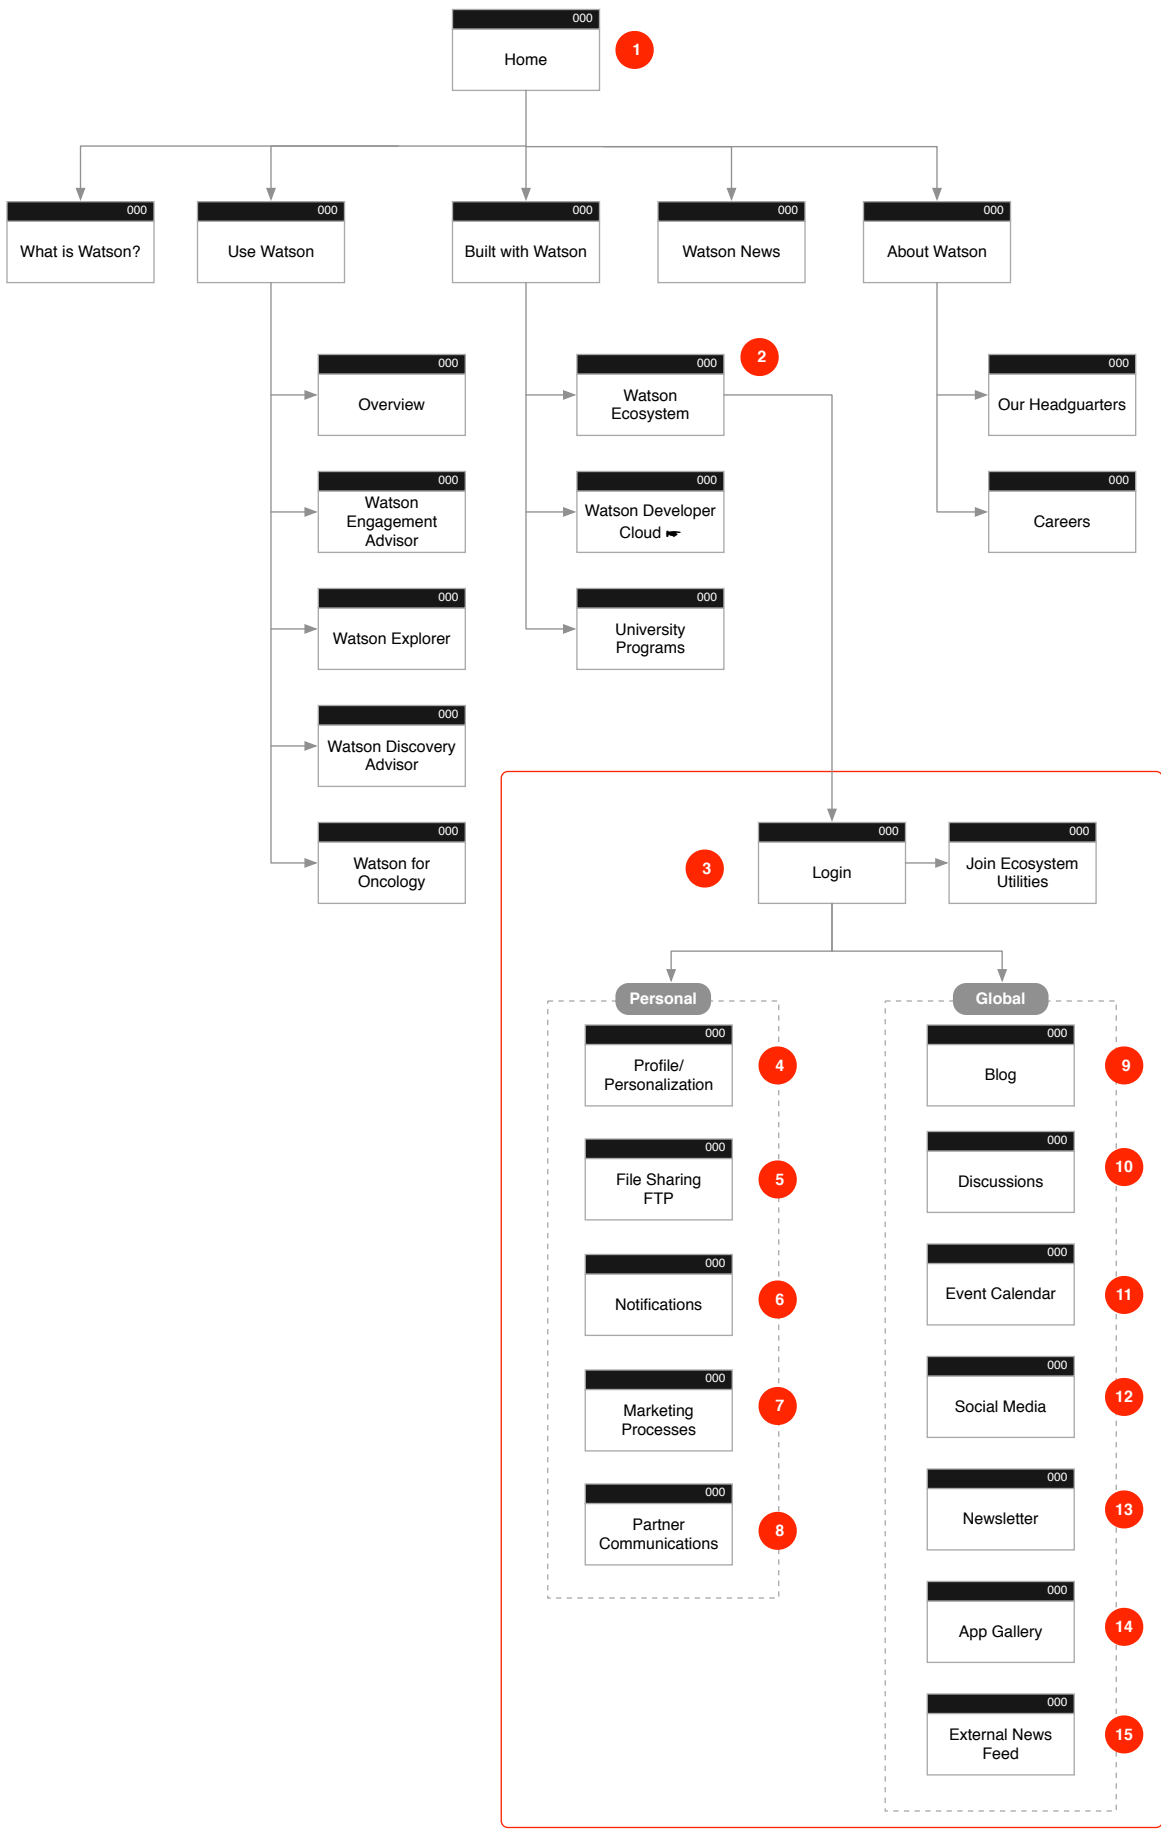 000
Home
1
000
What is Watson?
000
Use Watson
000
Built with Watson
000
Watson News
000
About Watson
000
Overview
000
Watson
Engagement
Advisor
000
Watson Explorer
000
Watson Discovery
Advisor
000
Watson for
Oncology
000
Watson
Ecosystem
2
000
Watson Developer
Cloud
000
University
Programs
000
Our Headguarters
000
Careers
3
000
Login
000
Join Ecosystem
Utilities
Personal
000
Profile/
Personalization
4
000
File Sharing
FTP
5
000
Notifications
6
000
Marketing
Processes
7
000
Partner
Communications
8
Global
000
Blog
9
000
Discussions
10
000
Event Calendar
11
000
Social Media
12
000
Newsletter
13
000
App Gallery
14
000
External News
Feed
15